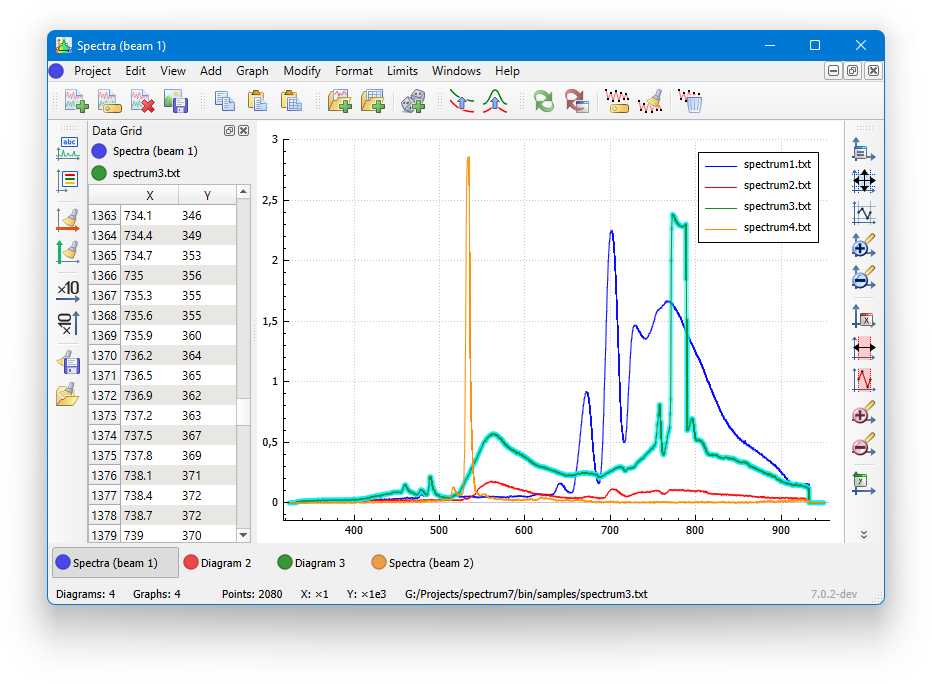 Spectra (beam 1)
Project Edit View Add Graph Modify Format Limits Windows Help
Data Grid
Spectra (beam 1)
spectrum3.txt
X Y
1363 734.1 346
1364 734.4 349
1365 734.7 353
1366 735 356
1367 735.3 355
1368 735.6 355
1369 735.9 360
1370 736.2 364
1371 736.5 365
1372 736.9 362
1373 737.2 363
1374 737.5 367
1375 737.8 369
1376 738.1 371
1377 738.4 372
1378 738.7 372
1379 739 370
abc
×10
×10
3
2,5
2
1,5
1
0,5
0
400 500 600 700 800 900
spectrum1.txt
spectrum2.txt
spectrum3.txt
spectrum4.txt
x
y
Spectra (beam 1) Diagram 2 Diagram 3 Spectra (beam 2)
Diagrams: 4 Graphs: 4 Points: 2080 X: ×1 Y: ×1e3 G:/Projects/spectrum7/bin/samples/spectrum3.txt 7.0.2-dev